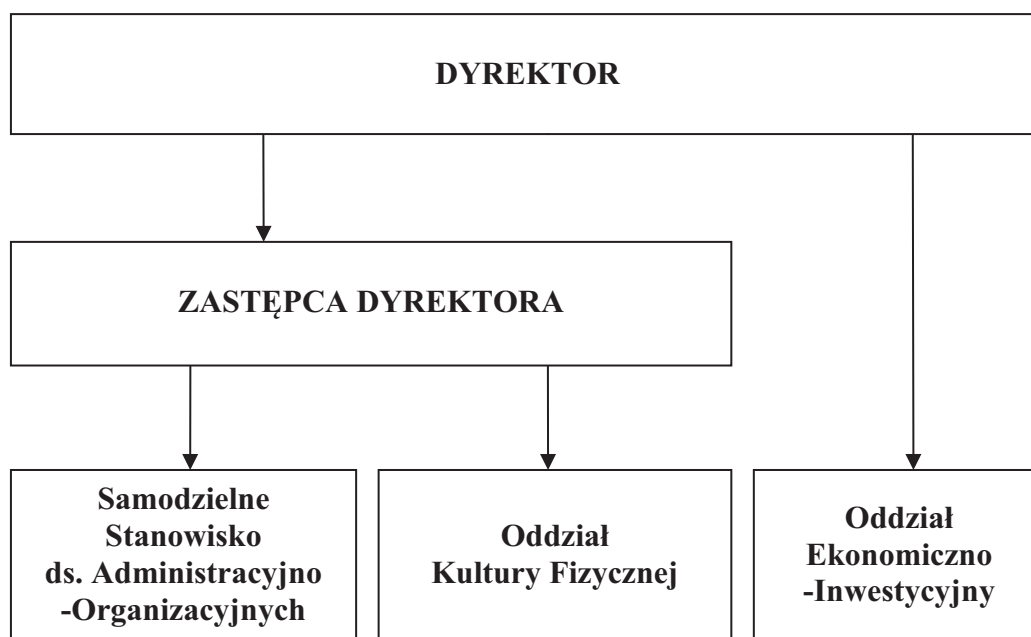 DYREKTOR
ZASTĘPCA DYREKTORA
Samodzielne
Stanowisko
ds. Administracyjno
-Organizacyjnych
Oddział
Kultury Fizycznej
Oddział
Ekonomiczno
-Inwestycyjny